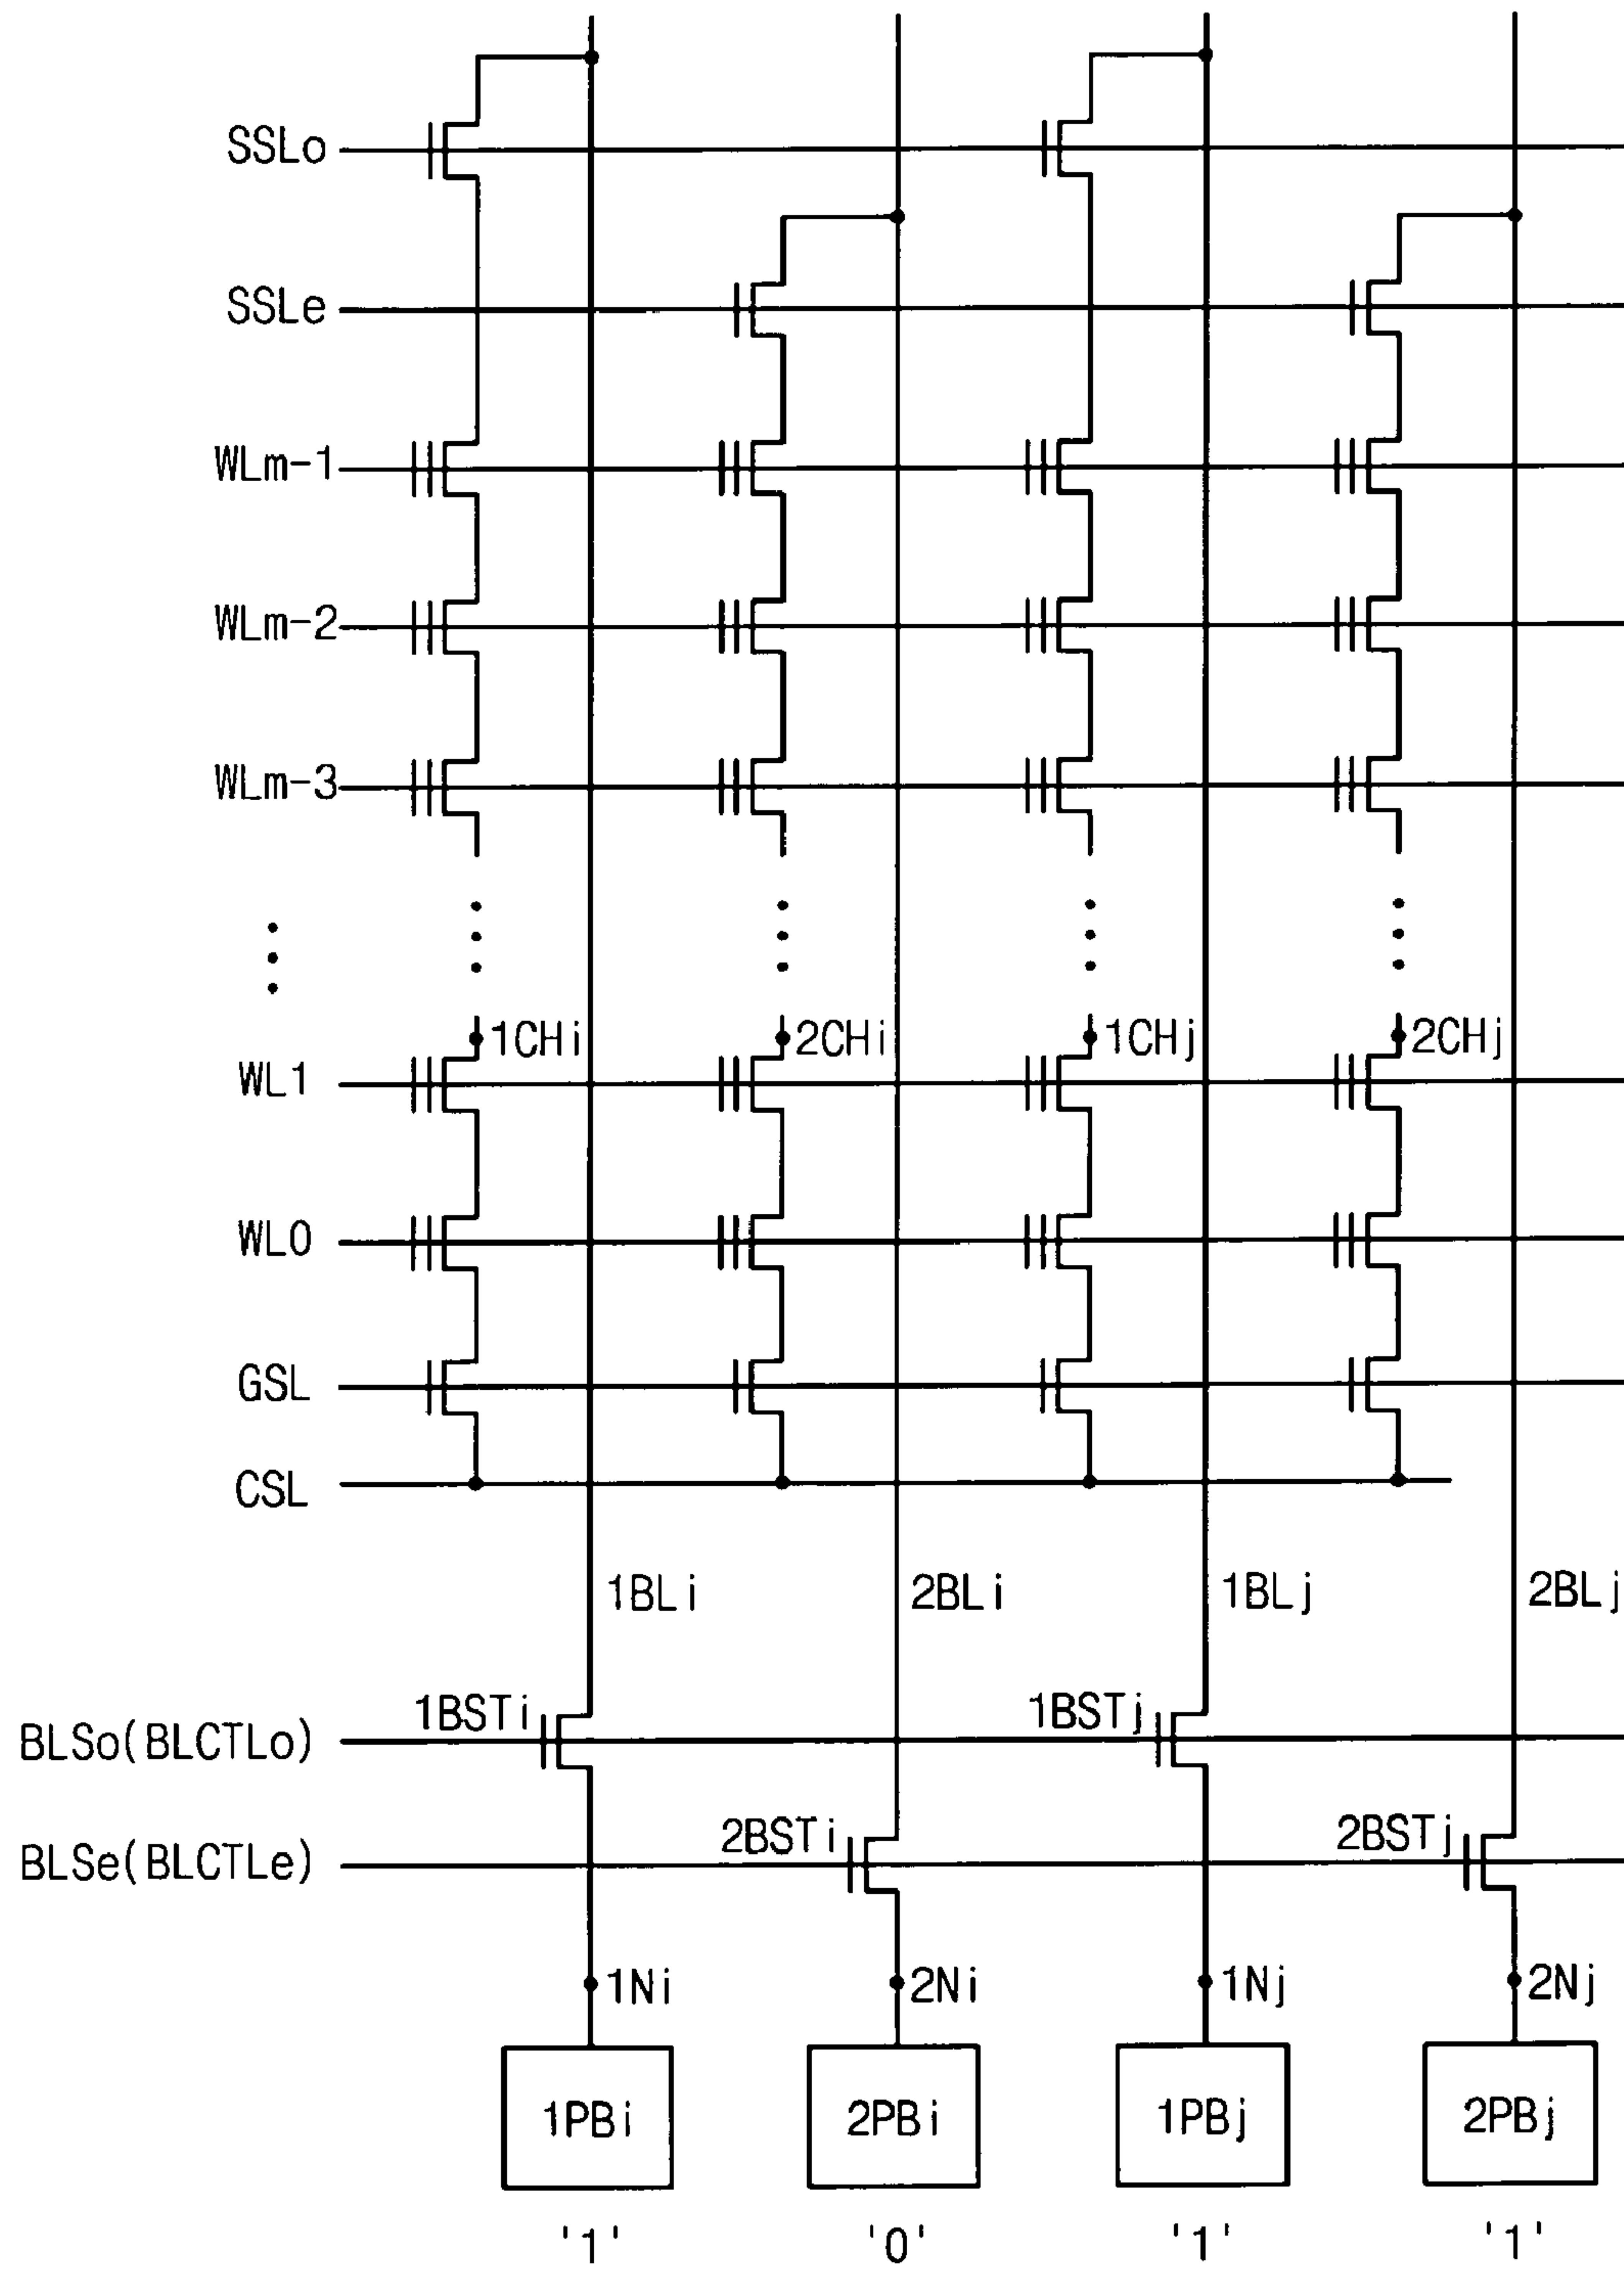 SSLo
SSLe
WLm-1
WLm-2
WLm-3
1CHi 2CHi 1CHj 2CHj
WL1
WL0
GSL
CSL
1BLi 2BLi 1BLj 2BLj
1BSTi 1BSTj
BLSo(BLCTLo)
2BSTi 2BSTj
BLSe(BLCTLe)
1Ni 2Ni 1Nj 2Nj
1PBi 2PBi 1PBj 2PBj
'1' '0' '1' '1'